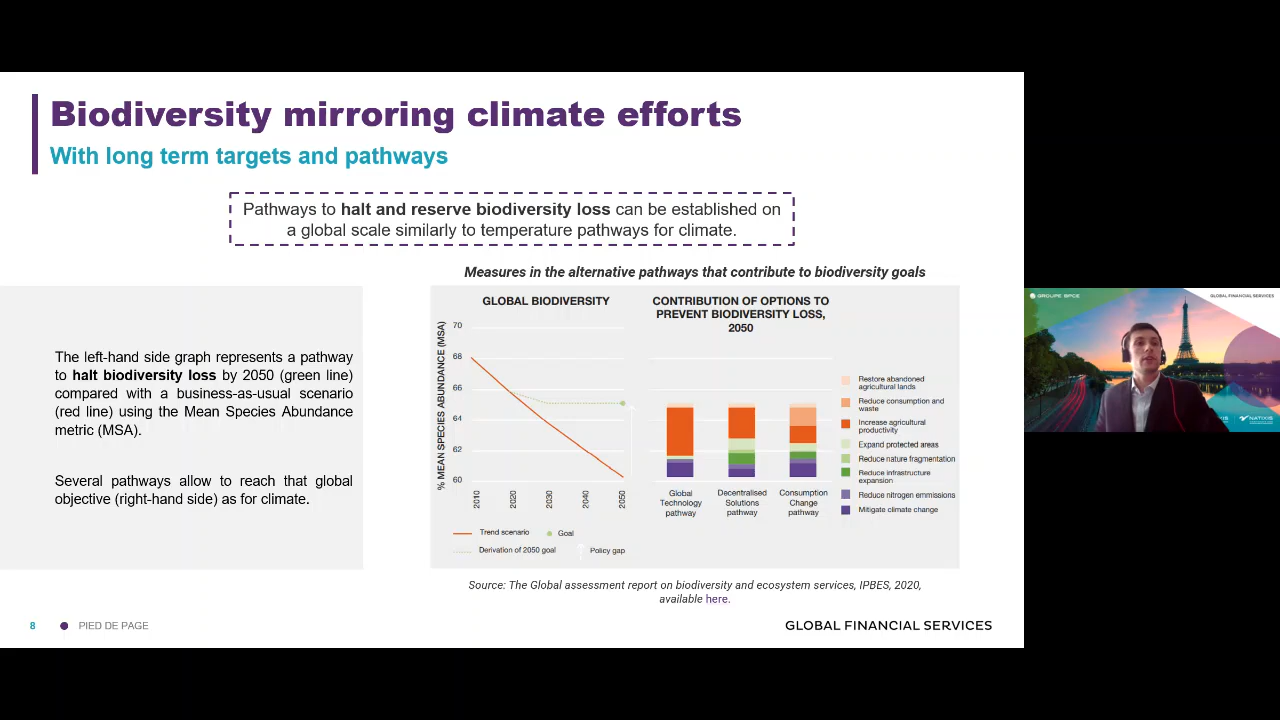 Biodiversity mirroring climate efforts
With long term targets and pathways
Pathways to halt and reserve biodiversity loss can be established on
a global scale similarly to temperature pathways for climate.
The left-hand side graph represents a pathway
to halt biodiversity loss by 2050 (green line)
compared with a business-as-usual scenario
(red line) using the Mean Species Abundance
metric (MSA).
Several pathways allow to reach that global
objective (right-hand side) as for climate.
Measures in the alternative pathways that contribute to biodiversity goals
GLOBAL BIODIVERSITY
% MEAN SPECIES ABUNDANCE (MSA)
70
68
66
64
62
60
2010
2020
2030
2040
2050
Trend scenario
Goal
Derivation of 2050 goal
Policy gap
CONTRIBUTION OF OPTIONS TO
PREVENT BIODIVERSITY LOSS,
2050
Global
Technology
pathway
Decentralised
Solutions
pathway
Consumption
Change
pathway
Restore abandoned
agricultural lands
Reduce consumption and
waste
Increase agricultural
productivity
Expand protected areas
Reduce nature fragmentation
Reduce infrastructure
expansion
Reduce nitrogen emmissions
Mitigate climate change
Source: The Global assessment report on biodiversity and ecosystem services, IPBES, 2020,
available here.
8
PIED DE PAGE
GLOBAL FINANCIAL SERVICES
GROUPE BPCE
GLOBAL FINANCIAL SERVICES
NATIXIS